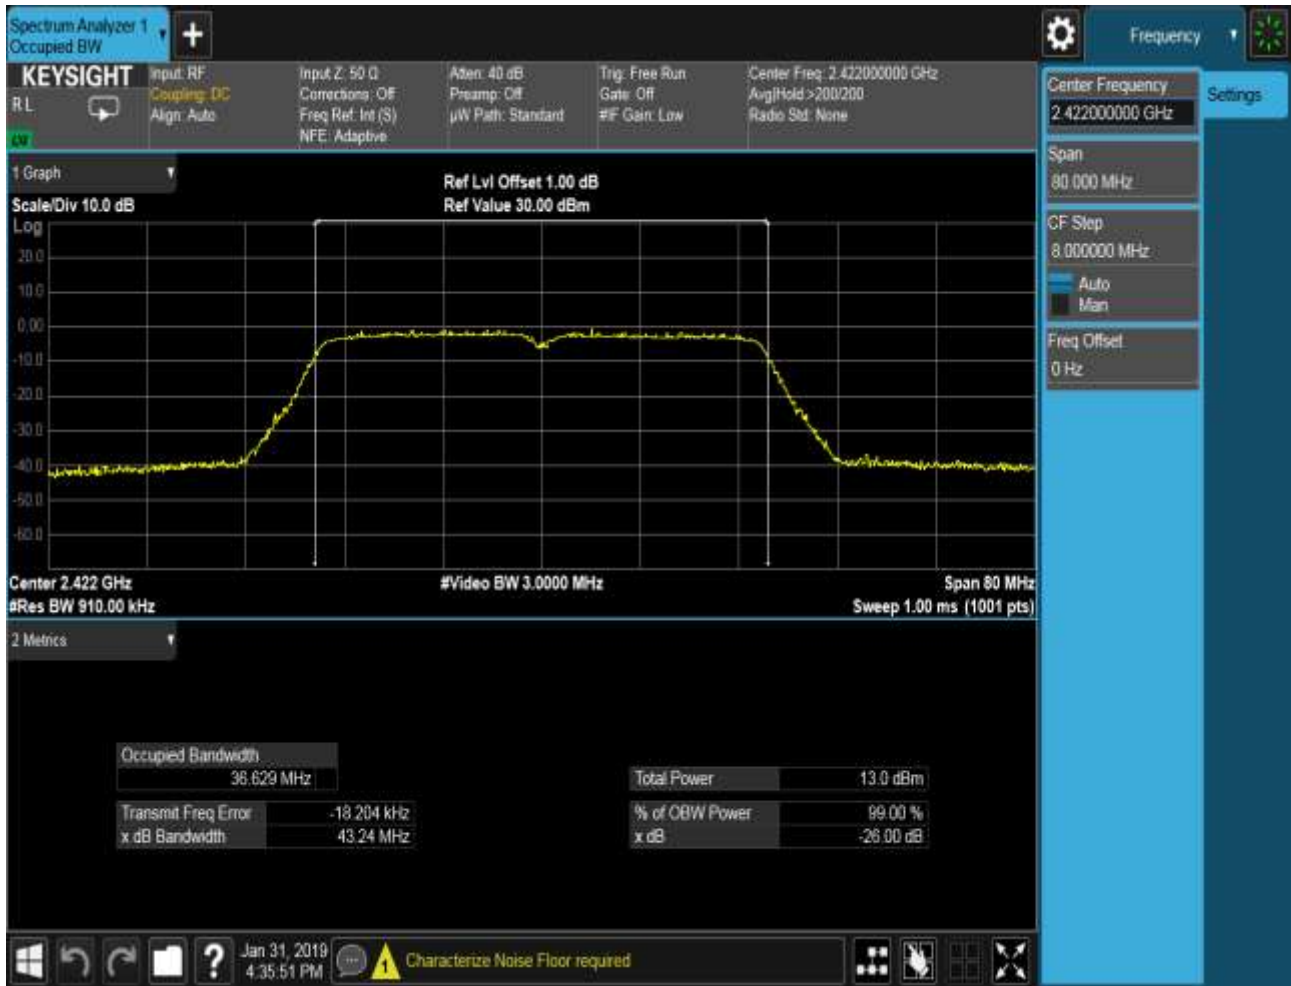 Spectrum Analyzer 1
Occupied BW
Frequency
KEYSIGHT
R L
Input: RF
Coupling: DC
Align: Auto
Input Z: 50 Ω
Corrections: Off
Freq Ref: Int (S)
NFE: Adaptive
Atten: 40 dB
Preamp: Off
µW Path: Standard
Trig: Free Run
Gate: Off
#IF Gain: Low
Center Freq: 2.422000000 GHz
Avg|Hold:>200/200
Radio Std: None
Center Frequency
2.422000000 GHz
Settings
Span
80.000 MHz
CF Step
8.000000 MHz
Auto
Man
Freq Offset
0 Hz
1 Graph
Scale/Div 10.0 dB
Ref Lvl Offset 1.00 dB
Ref Value 30.00 dBm
Log
20.0
10.0
0.00
-10.0
-20.0
-30.0
-40.0
-50.0
-60.0
Center 2.422 GHz
#Video BW 3.0000 MHz
Span 80 MHz
#Res BW 910.00 kHz
Sweep 1.00 ms (1001 pts)
2 Metrics
Occupied Bandwidth
36.629 MHz
Total Power 13.0 dBm
Transmit Freq Error -18.204 kHz
% of OBW Power 99.00 %
x dB Bandwidth 43.24 MHz
x dB -26.00 dB
Jan 31, 2019
4:35:51 PM
1
Characterize Noise Floor required